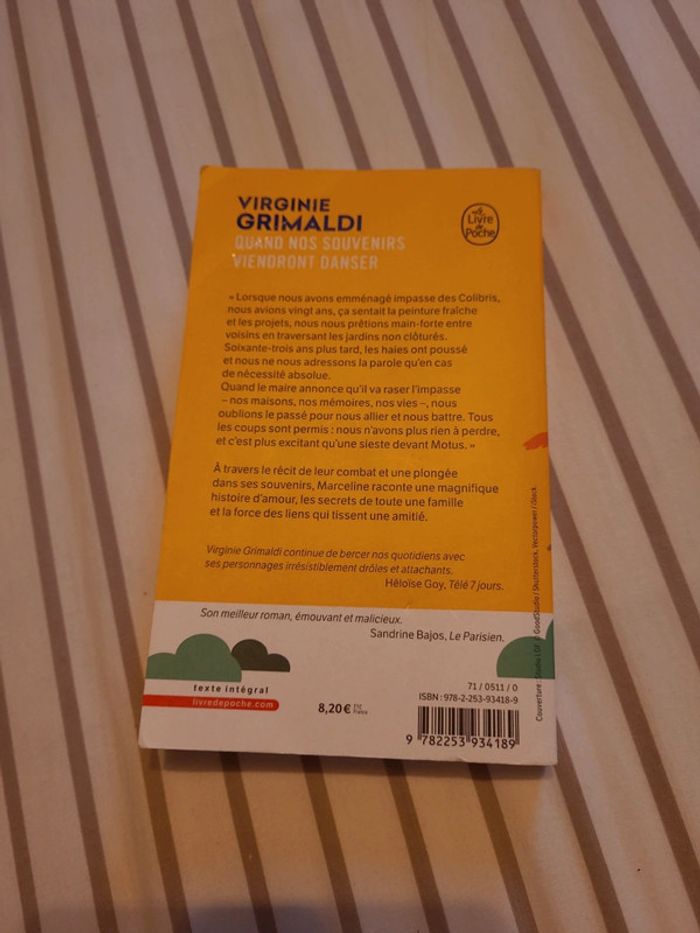 VIRGINIE
GRIMALDI
QUAND NOS SOUVENIRS
VIENDRONT DANSER
Le
Livre
de
Poche
« Lorsque nous avons emménagé impasse des Colibris,
nous avions vingt ans, ça sentait la peinture fraîche
et les projets, nous nous prêtions main-forte entre
voisins en traversant les jardins non clôturés.
Soixante-trois ans plus tard, les haies ont poussé
et nous ne nous adressons la parole qu'en cas
de nécessité absolue.
Quand le maire annonce qu'il va raser l'impasse
– nos maisons, nos mémoires, nos vies –, nous
oublions le passé pour nous allier et nous battre. Tous
les coups sont permis : nous n'avons plus rien à perdre,
et c'est plus excitant qu'une sieste devant Motus. »
À travers le récit de leur combat et une plongée
dans ses souvenirs, Marceline raconte une magnifique
histoire d'amour, les secrets de toute une famille
et la force des liens qui tissent une amitié.
Virginie Grimaldi continue de bercer nos quotidiens avec
ses personnages irrésistiblement drôles et attachants.
Héloïse Goy, Télé 7 jours.
Son meilleur roman, émouvant et malicieux.
Sandrine Bajos, Le Parisien.
texte intégral
livredepoche.com
8,20 €
France
71 / 0511 / 0
ISBN : 978-2-253-93418-9
9 782253 934189
Couverture : Studio LGF © GoodStudio / Shutterstock, Vectorpower / iStock.